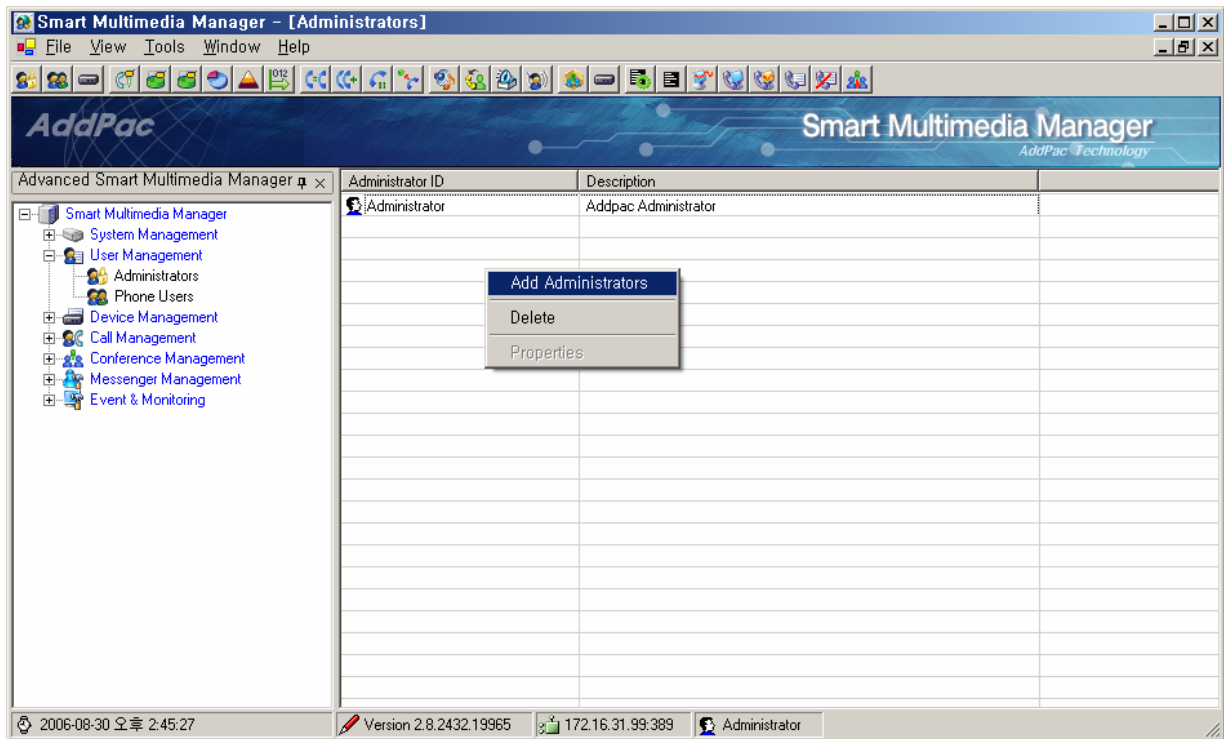 Smart Multimedia Manager - [Administrators]
File View Tools Window Help
012
AddPac
Smart Multimedia Manager
AddPac Technology
Advanced Smart Multimedia Manager
Administrator ID Description
Administrator Addpac Administrator
Smart Multimedia Manager
System Management
User Management
Administrators
Phone Users
Device Management
Call Management
Conference Management
Messenger Management
Event & Monitoring
Add Administrators
Delete
Properties
2006-08-30 오후 2:45:27 Version 2.8.2432.19965 172.16.31.99:389 Administrator